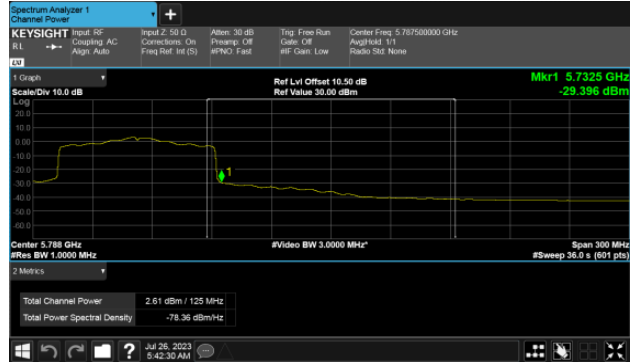 Spectrum Analyzer 1
Channel Power
+
KEYSIGHT Input: RF Input Z: 50 Ω Atten: 30 dB Trig: Free Run Center Freq: 5.787500000 GHz
RL Coupling: AC Corrections: On Preamp: Off Gate: Off Avg|Hold: 1/1
Align: Auto Freq Ref: Int (S) #PNO: Fast #IF Gain: Low Radio Std: None
LXI
1 Graph Ref Lvl Offset 10.50 dB Mkr1 5.7325 GHz
Scale/Div 10.0 dB Ref Value 30.00 dBm -29.396 dBm
Log
20.0
10.0
0.00
-10.0
1
-20.0
-30.0
-40.0
-50.0
-60.0
Center 5.788 GHz #Video BW 3.0000 MHz* Span 300 MHz
#Res BW 1.0000 MHz #Sweep 36.0 s (601 pts)
2 Metrics
Total Channel Power 2.61 dBm / 125 MHz
Total Power Spectral Density -78.36 dBm/Hz
? Jul 26, 2023
5:42:30 AM